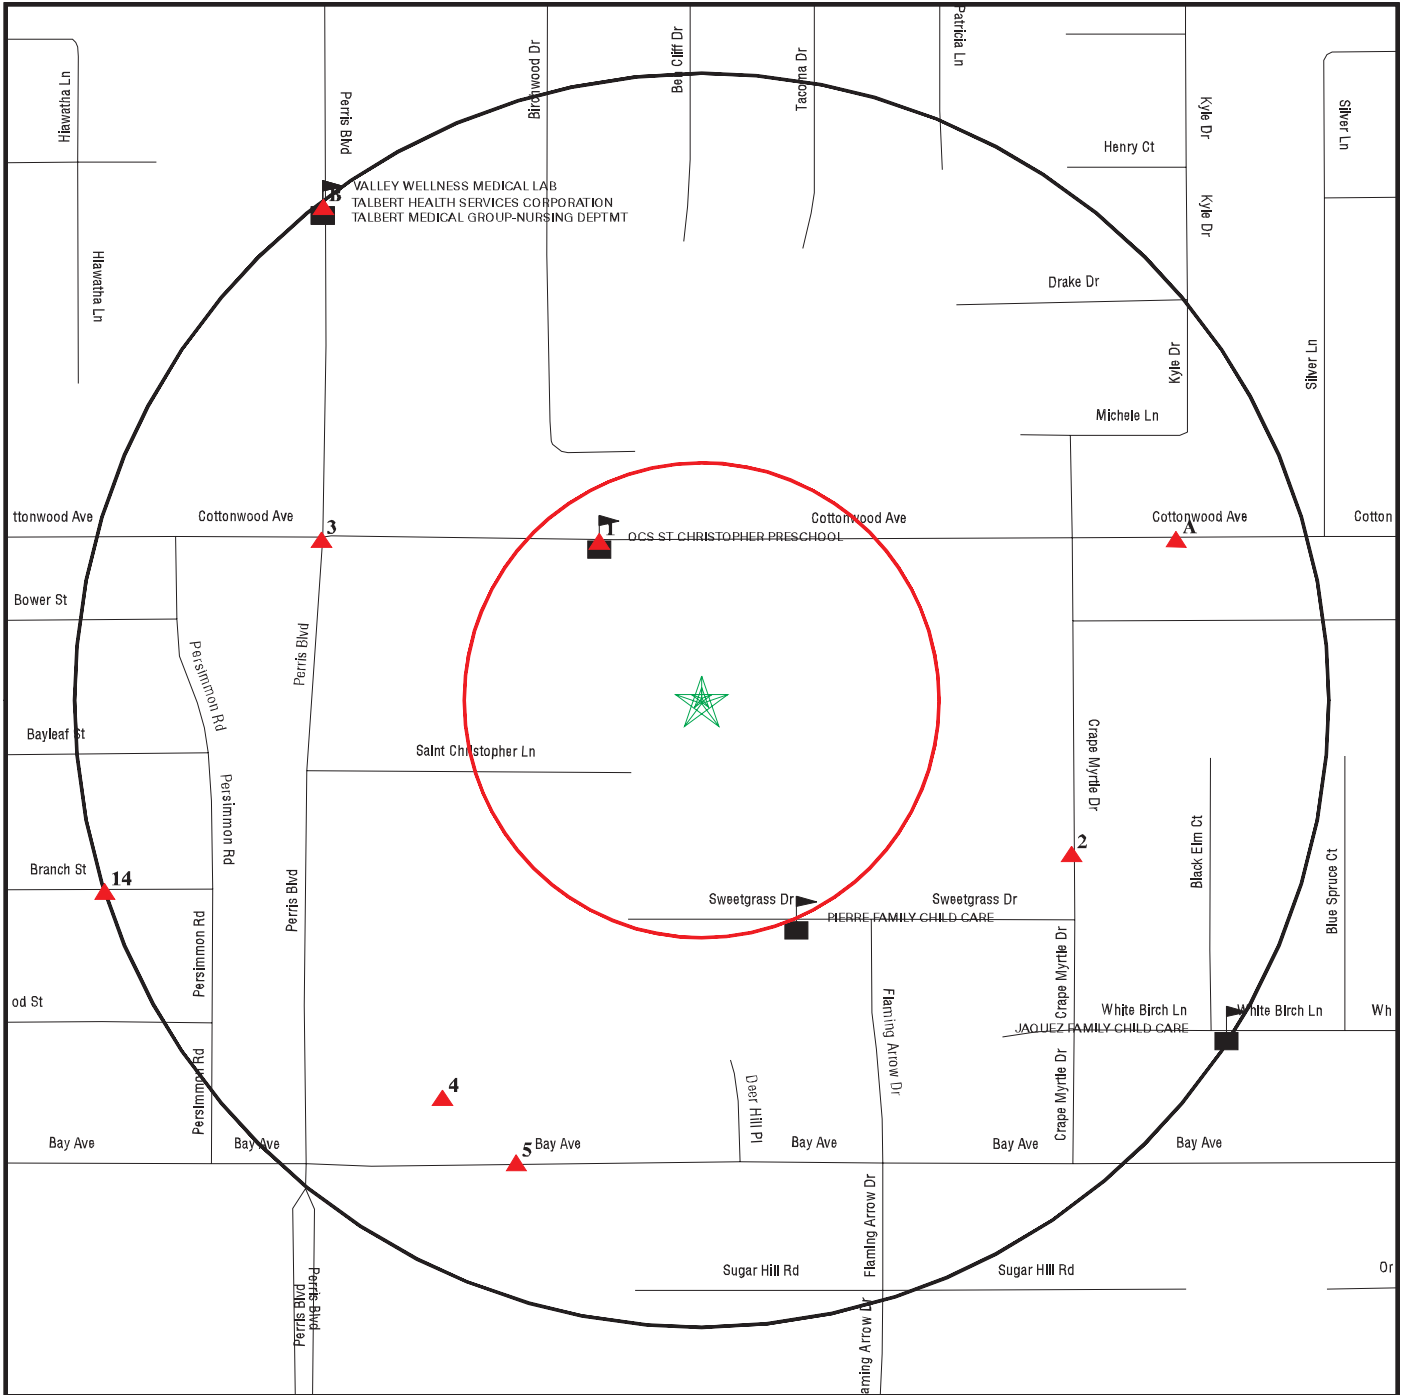 Hiawatha Ln
Perris Blvd
Birchwood Dr
Ben Cliff Dr
Tacoma Dr
Patricia Ln
Kyle Dr
Silver Ln
Henry Ct
B
VALLEY WELLNESS MEDICAL LAB
TALBERT HEALTH SERVICES CORPORATION
TALBERT MEDICAL GROUP-NURSING DEPTMT
Kyle Dr
Hiawatha Ln
Drake Dr
Kyle Dr
Silver Ln
Michele Ln
ttonwood Ave
Cottonwood Ave
3
1
OCS ST CHRISTOPHER PRESCHOOL
Cottonwood Ave
Cottonwood Ave
A
Cotton
Bower St
Persimmon Rd
Perris Blvd
Bayleaf St
Saint Christopher Ln
Crape Myrtle Dr
Persimmon Rd
2
Black Elm Ct
Blue Spruce Ct
Branch St
14
Perris Blvd
Sweetgrass Dr
Sweetgrass Dr
PIERRE FAMILY CHILD CARE
Persimmon Rd
Crape Myrtle Dr
od St
White Birch Ln
White Birch Ln
Wh
JAQUEZ FAMILY CHILD CARE
Flaming Arrow Dr
Persimmon Rd
4
Deer Hill Pl
Crape Myrtle Dr
Bay Ave
Bay Ave
5
Bay Ave
Bay Ave
Bay Ave
Bay Ave
Flaming Arrow Dr
Sugar Hill Rd
Sugar Hill Rd
Or
Perris Blvd
Perris Blvd
aming Arrow Dr